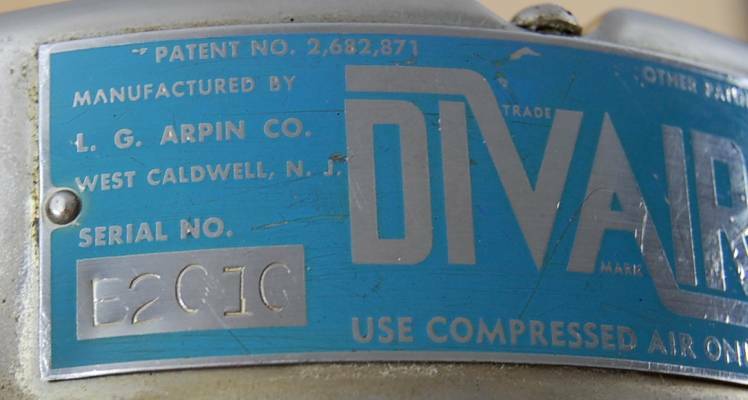 PATENT NO. 2,682,871
OTHER
MANUFACTURED BY
L. G. ARPIN CO.
WEST CALDWELL, N. J.
DIVAIR
TRADE
MARK
SERIAL NO.
E2010
USE COMPRESSED AIR